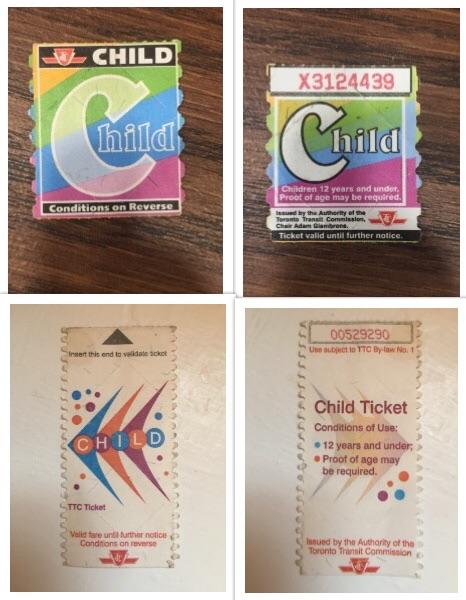 CHILD
Child
Conditions on Reverse
X3124439
Child
Children 12 years and under,
Proof of age may be required.
Issued by the Authority of the
Toronto Transit Commission,
Chair Adam Giambrone.
Ticket valid until further notice.
Insert this end to validate ticket
CHILD
TTC Ticket
Valid fare until further notice
Conditions on reverse
00529290
Use subject to TTC By-law No. 1
Child Ticket
Conditions of Use:
12 years and under;
Proof of age may
be required.
Issued by the Authority of the
Toronto Transit Commission